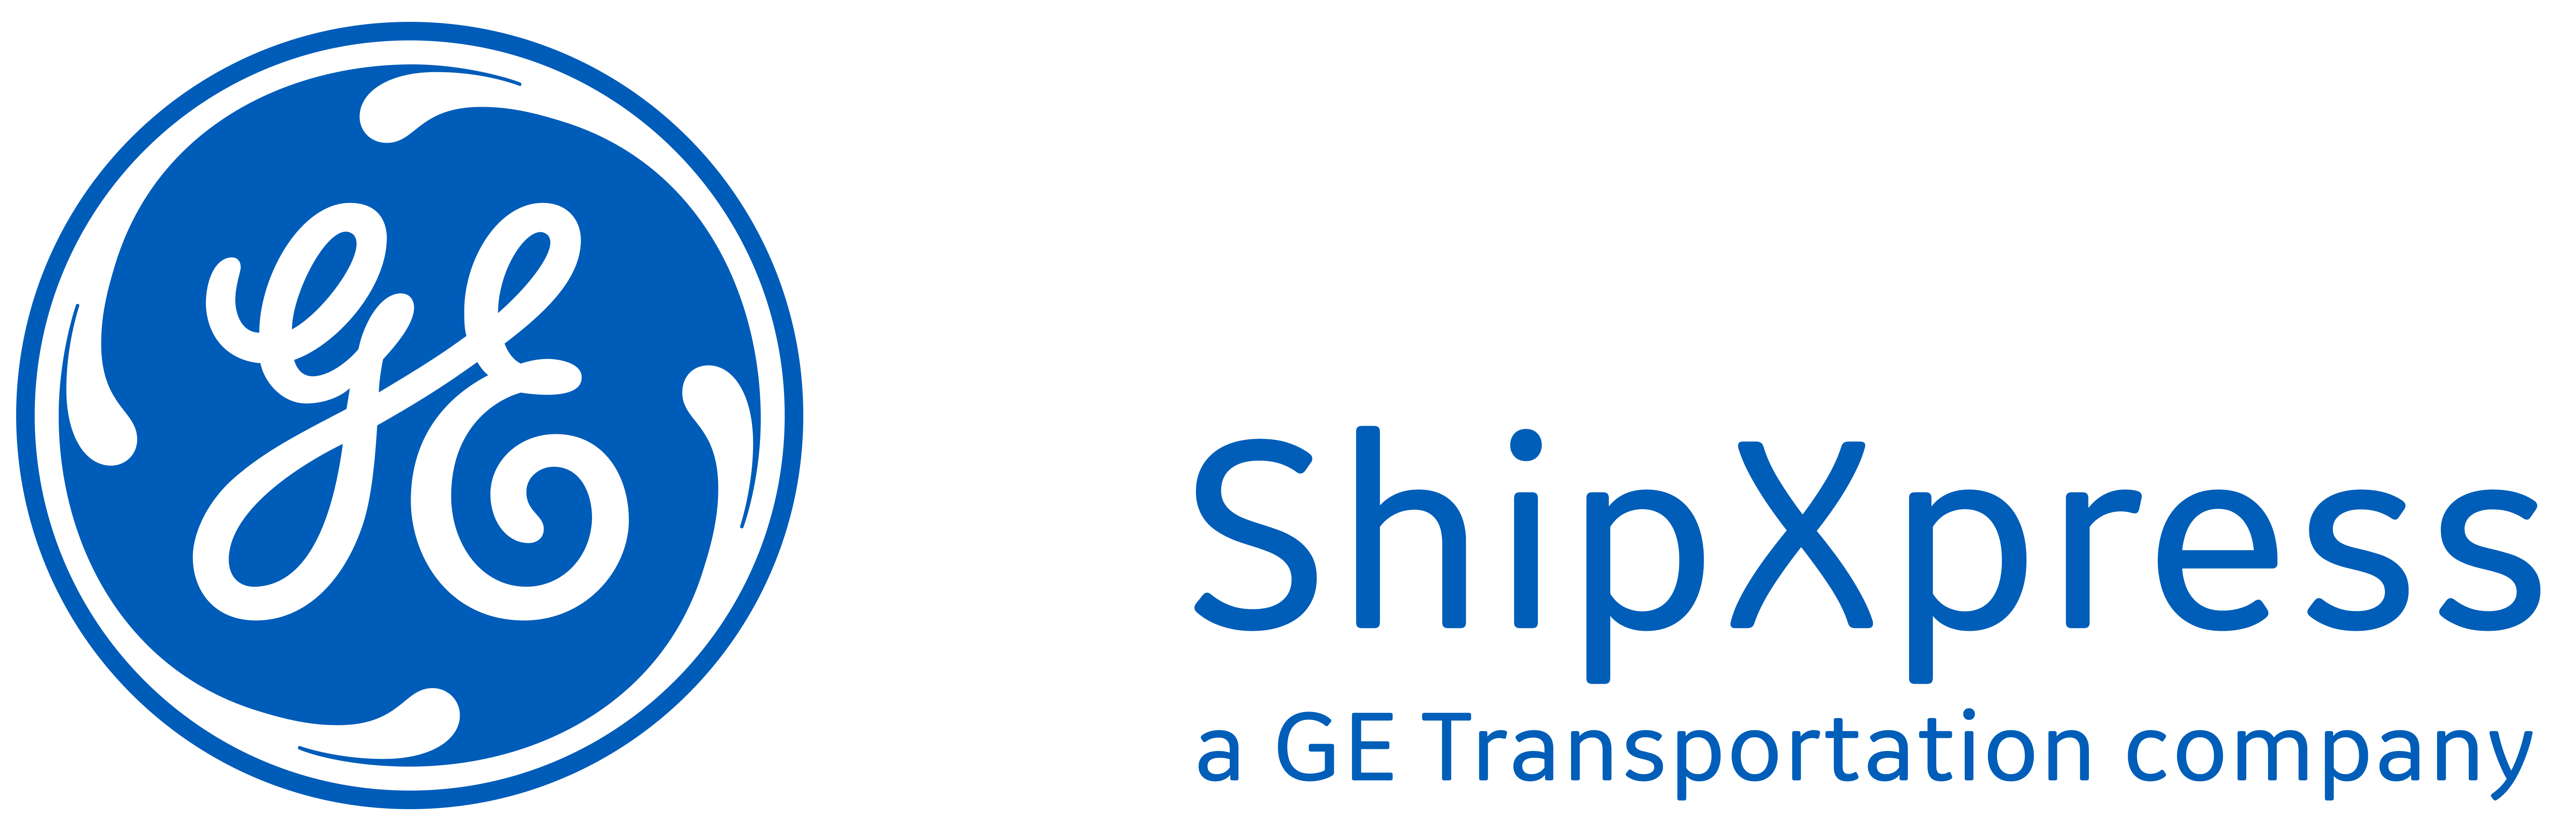 GE
ShipXpress
a GE Transportation company